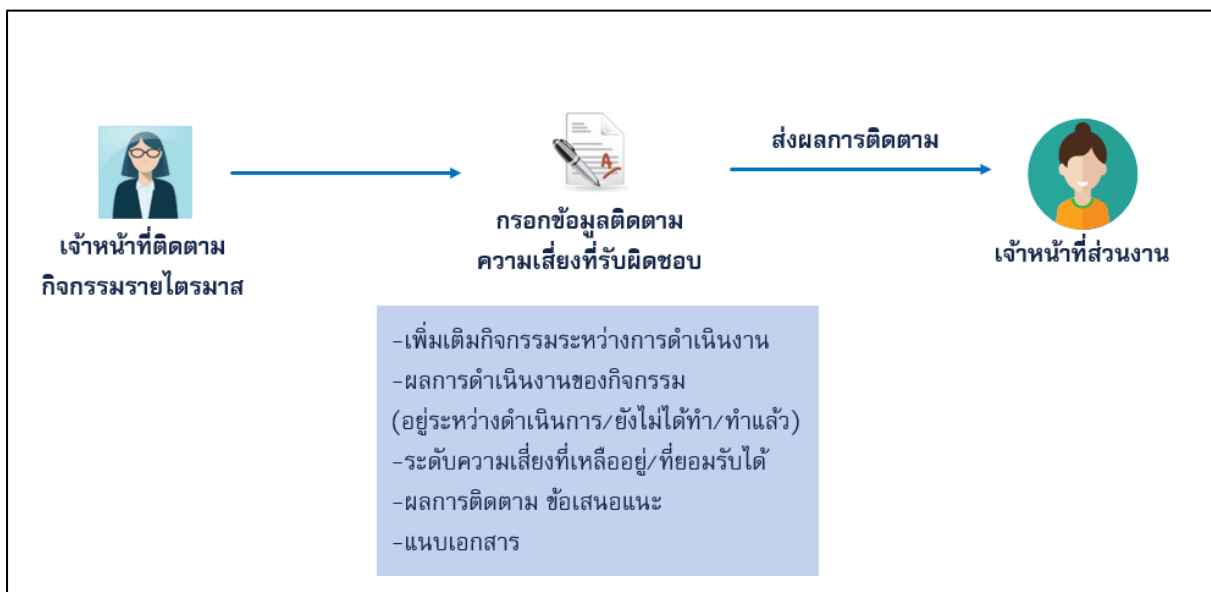 เจ้าหน้าที่ติดตาม
กิจกรรมรายไตรมาส
กรอกข้อมูลติดตาม
ความเสี่ยงที่รับผิดชอบ
ส่งผลการติดตาม
เจ้าหน้าที่ส่วนงาน
-เพิ่มเติมกิจกรรมระหว่างการดำเนินงาน
-ผลการดำเนินงานของกิจกรรม
(อยู่ระหว่างดำเนินการ/ยังไม่ได้ทำ/ทำแล้ว)
-ระดับความเสี่ยงที่เหลืออยู่/ที่ยอมรับได้
-ผลการติดตาม ข้อเสนอแนะ
-แนบเอกสาร